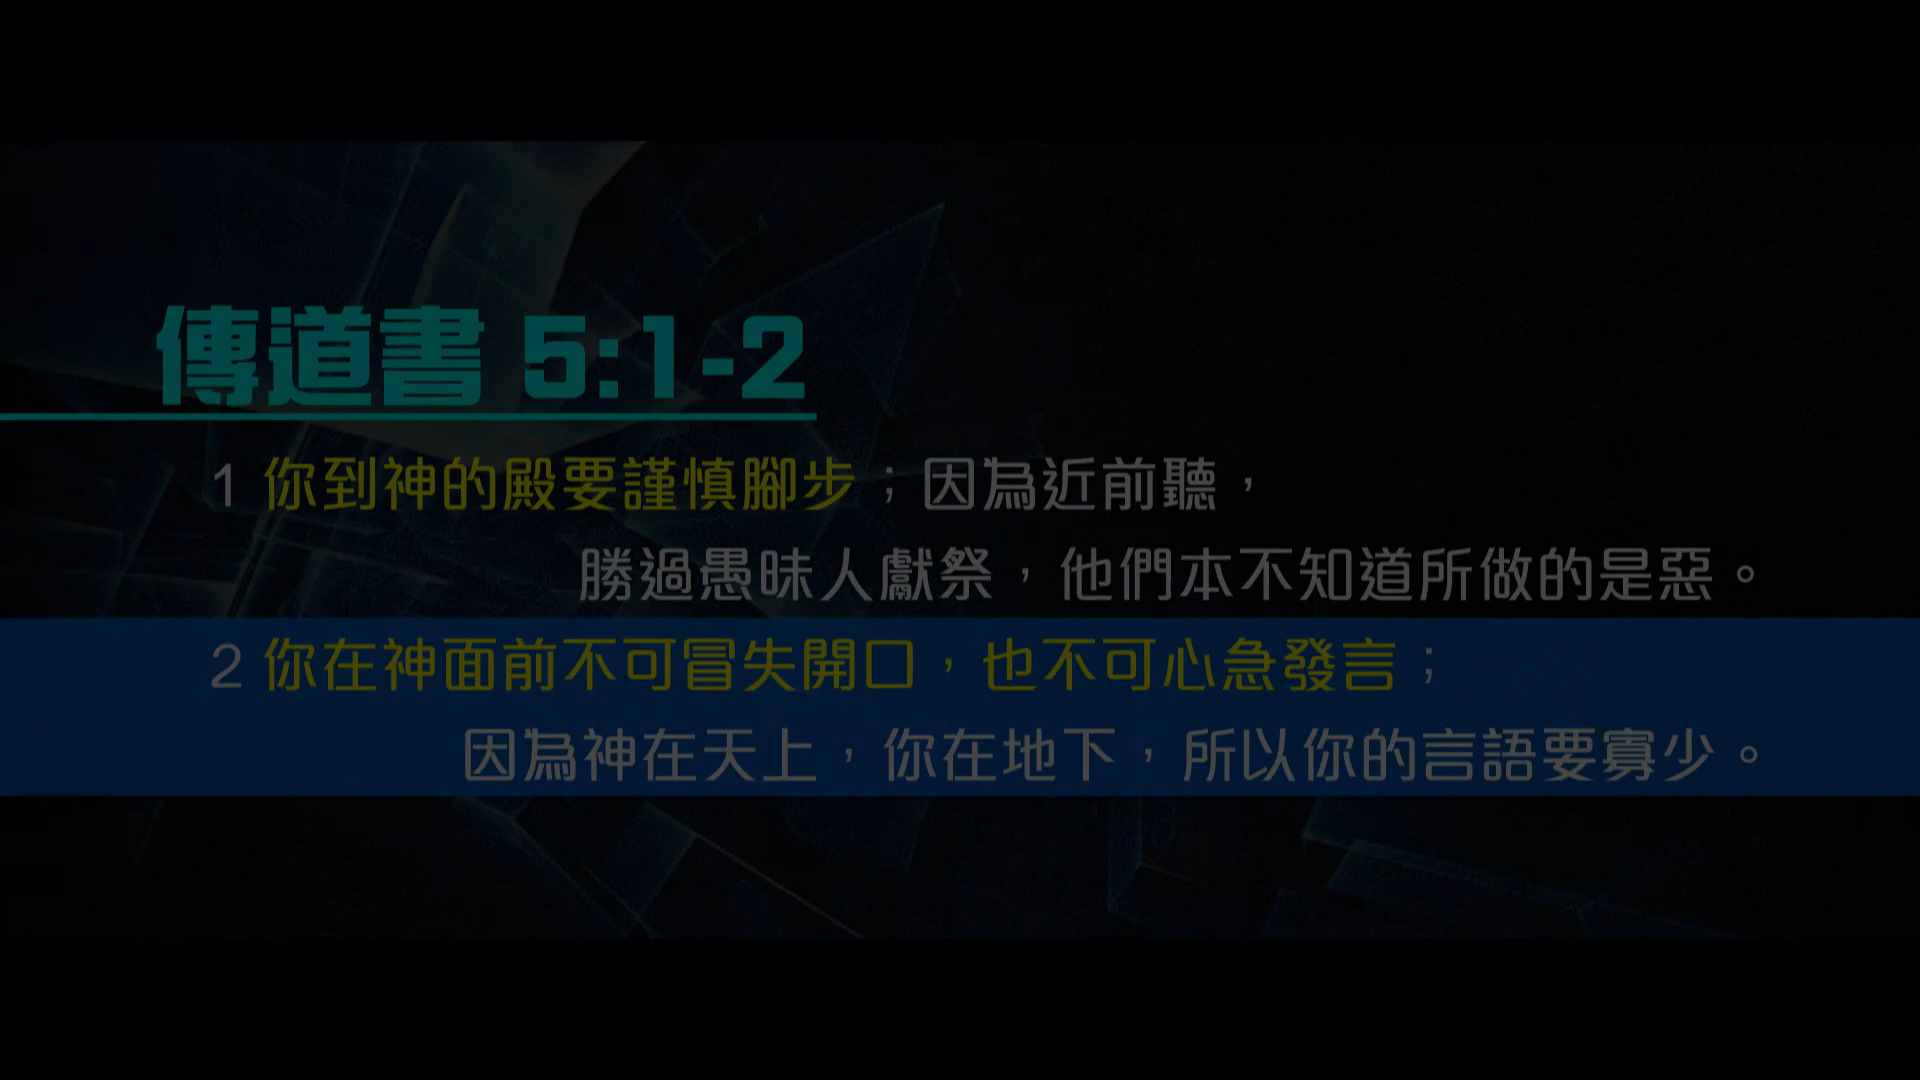 傳道書 5:1-2
1 你到神的殿要謹慎腳步；因為近前聽，
勝過愚昧人獻祭，他們本不知道所做的是惡。
2 你在神面前不可冒失開口，也不可心急發言；
因為神在天上，你在地下，所以你的言語要寡少。